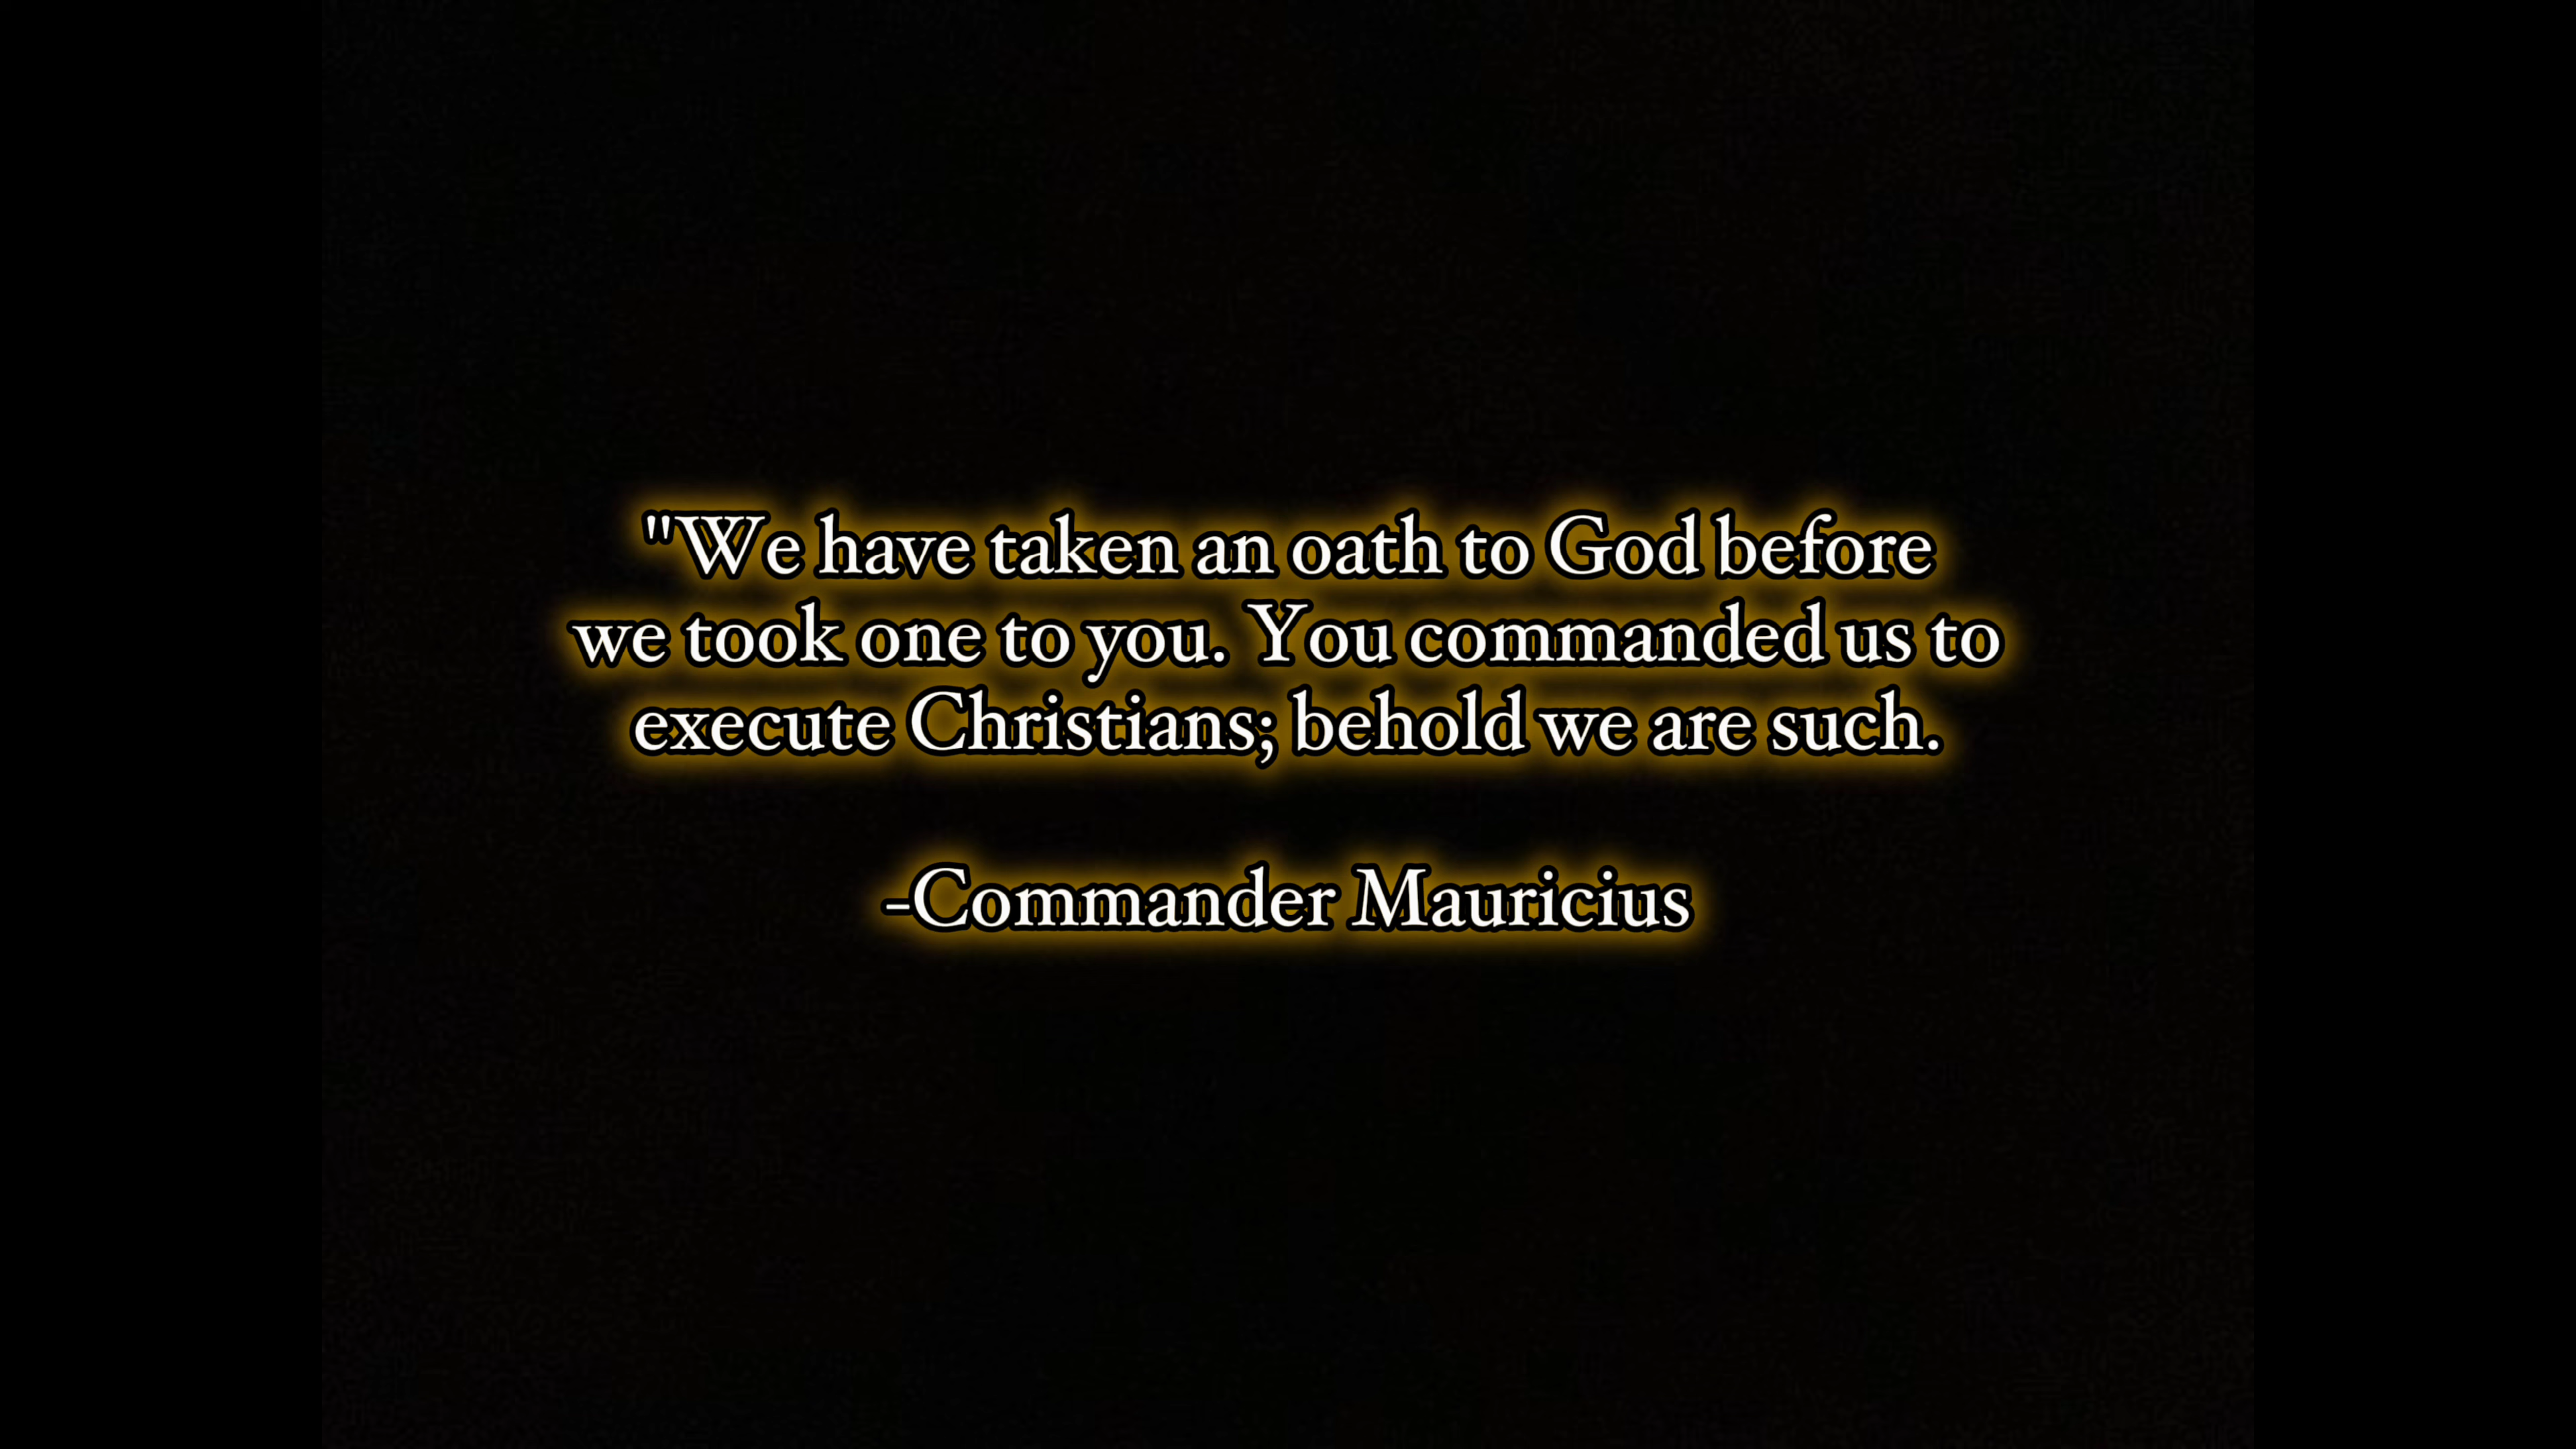 "We have taken an oath to God before
we took one to you. You commanded us to
execute Christians; behold we are such.
-Commander Mauricius